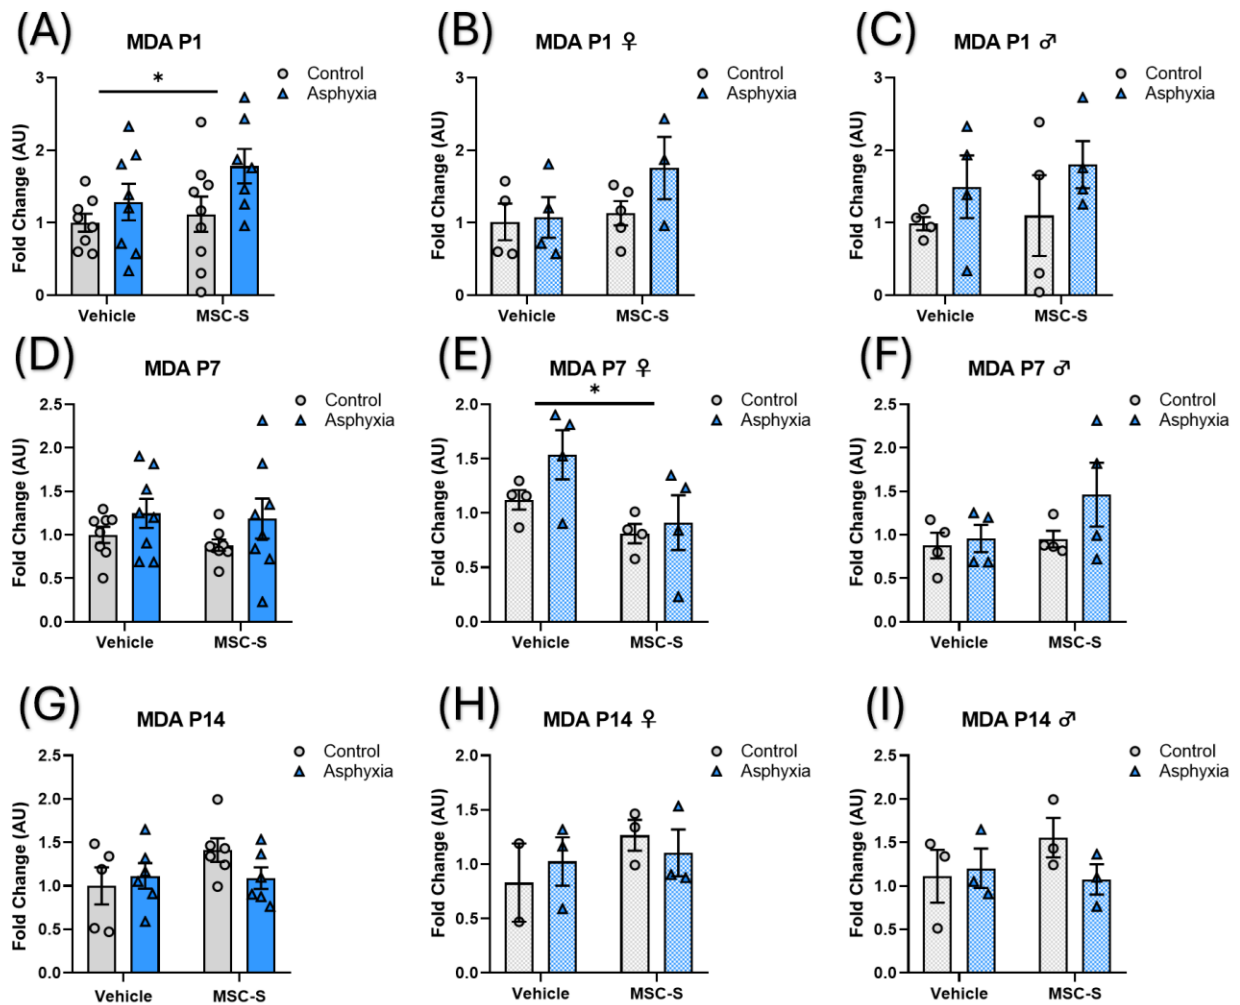 (A)
MDA P1
*
Control
Asphyxia
Fold Change (AU)
3
2
1
0
Vehicle
MSC-S
(B)
MDA P1 ♀
Control
Asphyxia
Fold Change (AU)
3
2
1
0
Vehicle
MSC-S
(C)
MDA P1 ♂
Control
Asphyxia
Fold Change (AU)
3
2
1
0
Vehicle
MSC-S
(D)
MDA P7
Control
Asphyxia
Fold Change (AU)
2.5
2.0
1.5
1.0
0.5
0.0
Vehicle
MSC-S
(E)
MDA P7 ♀
*
Control
Asphyxia
Fold Change (AU)
2.0
1.5
1.0
0.5
0.0
Vehicle
MSC-S
(F)
MDA P7 ♂
Control
Asphyxia
Fold Change (AU)
2.5
2.0
1.5
1.0
0.5
0.0
Vehicle
MSC-S
(G)
MDA P14
Control
Asphyxia
Fold Change (AU)
2.5
2.0
1.5
1.0
0.5
0.0
Vehicle
MSC-S
(H)
MDA P14 ♀
Control
Asphyxia
Fold Change (AU)
2.0
1.5
1.0
0.5
0.0
Vehicle
MSC-S
(I)
MDA P14 ♂
Control
Asphyxia
Fold Change (AU)
2.5
2.0
1.5
1.0
0.5
0.0
Vehicle
MSC-S